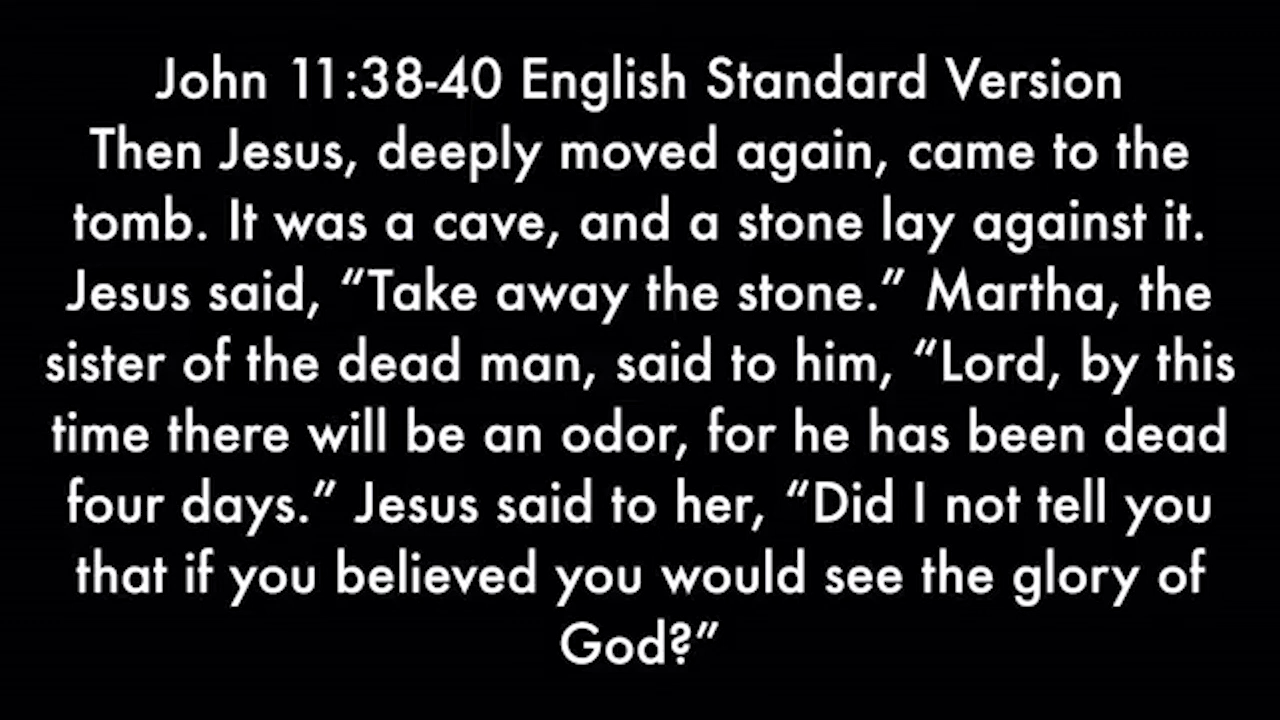 John 11:38-40 English Standard Version
Then Jesus, deeply moved again, came to the
tomb. It was a cave, and a stone lay against it.
Jesus said, “Take away the stone.” Martha, the
sister of the dead man, said to him, “Lord, by this
time there will be an odor, for he has been dead
four days.” Jesus said to her, “Did I not tell you
that if you believed you would see the glory of
God?”